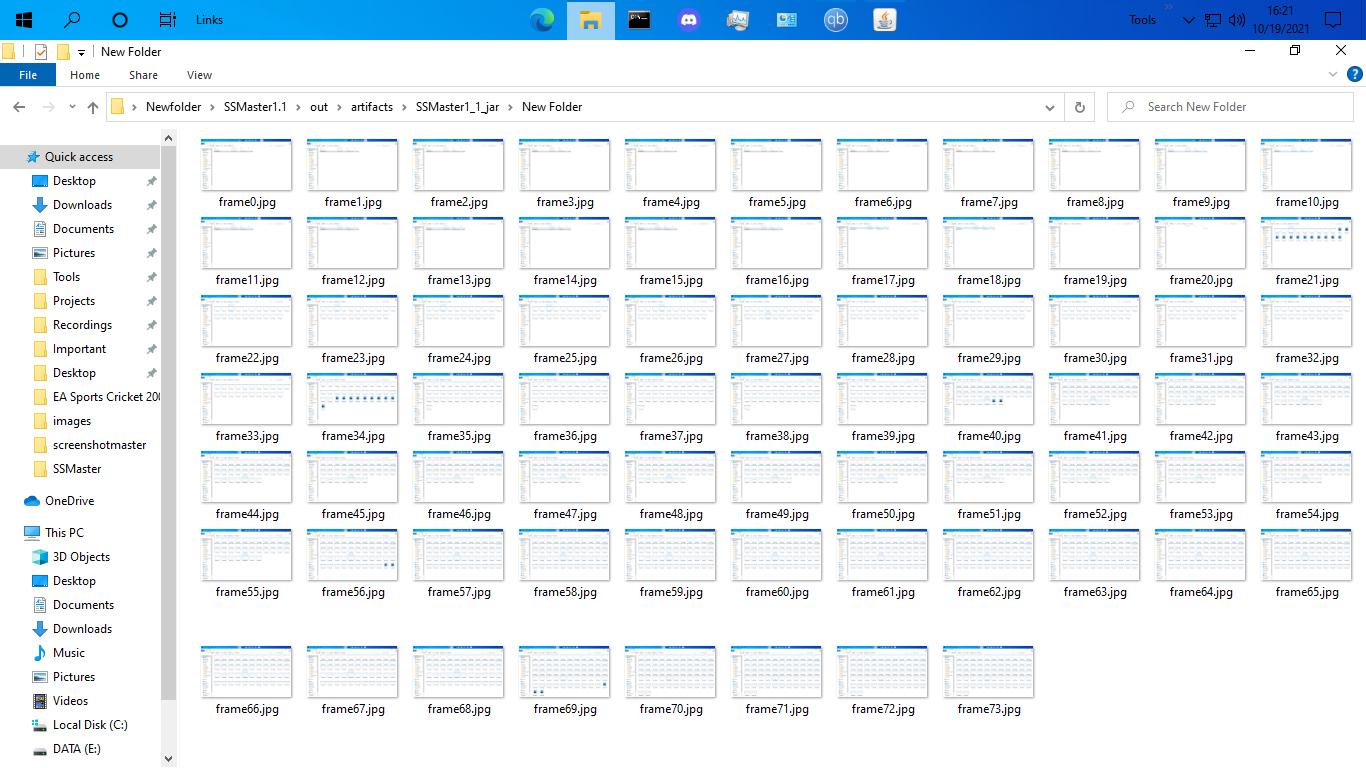 Links
Tools
16:21
10/19/2021
New Folder
File Home Share View
Newfolder SSMaster1.1 out artifacts SSMaster1_1_jar New Folder
Search New Folder
Quick access
Desktop
Downloads
Documents
Pictures
Tools
Projects
Recordings
Important
Desktop
EA Sports Cricket 200
images
screenshotmaster
SSMaster
OneDrive
This PC
3D Objects
Desktop
Documents
Downloads
Music
Pictures
Videos
Local Disk (C:)
DATA (E:)
frame0.jpg frame1.jpg frame2.jpg frame3.jpg frame4.jpg frame5.jpg frame6.jpg frame7.jpg frame8.jpg frame9.jpg frame10.jpg
frame11.jpg frame12.jpg frame13.jpg frame14.jpg frame15.jpg frame16.jpg frame17.jpg frame18.jpg frame19.jpg frame20.jpg frame21.jpg
frame22.jpg frame23.jpg frame24.jpg frame25.jpg frame26.jpg frame27.jpg frame28.jpg frame29.jpg frame30.jpg frame31.jpg frame32.jpg
frame33.jpg frame34.jpg frame35.jpg frame36.jpg frame37.jpg frame38.jpg frame39.jpg frame40.jpg frame41.jpg frame42.jpg frame43.jpg
frame44.jpg frame45.jpg frame46.jpg frame47.jpg frame48.jpg frame49.jpg frame50.jpg frame51.jpg frame52.jpg frame53.jpg frame54.jpg
frame55.jpg frame56.jpg frame57.jpg frame58.jpg frame59.jpg frame60.jpg frame61.jpg frame62.jpg frame63.jpg frame64.jpg frame65.jpg
frame66.jpg frame67.jpg frame68.jpg frame69.jpg frame70.jpg frame71.jpg frame72.jpg frame73.jpg